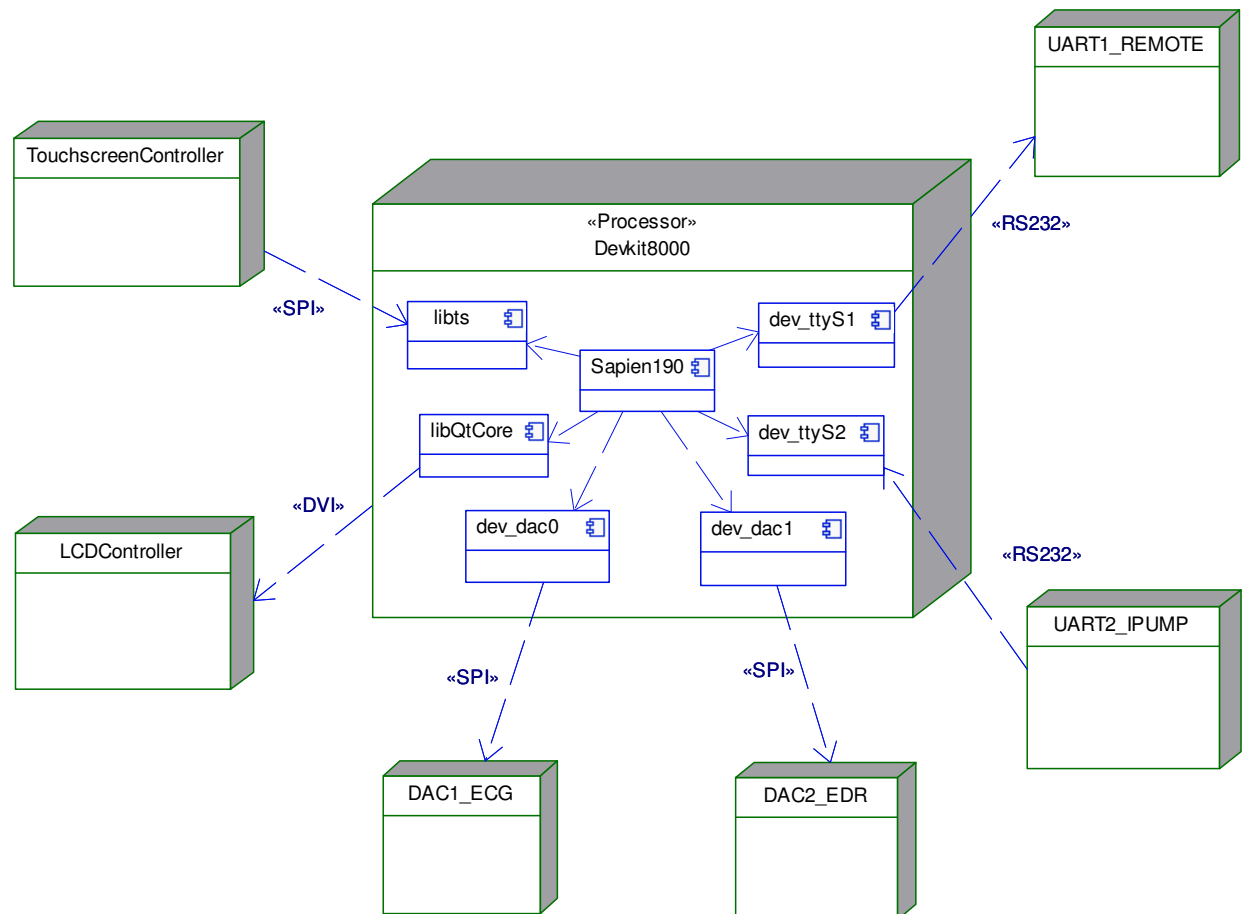 UART1_REMOTE
TouchscreenController
«Processor»
Devkit8000
«RS232»
«SPI»
libts
dev_ttyS1
Sapien190
libQtCore
dev_ttyS2
«DVI»
dev_dac0
dev_dac1
LCDController
«RS232»
UART2_IPUMP
«SPI»
«SPI»
DAC1_ECG
DAC2_EDR